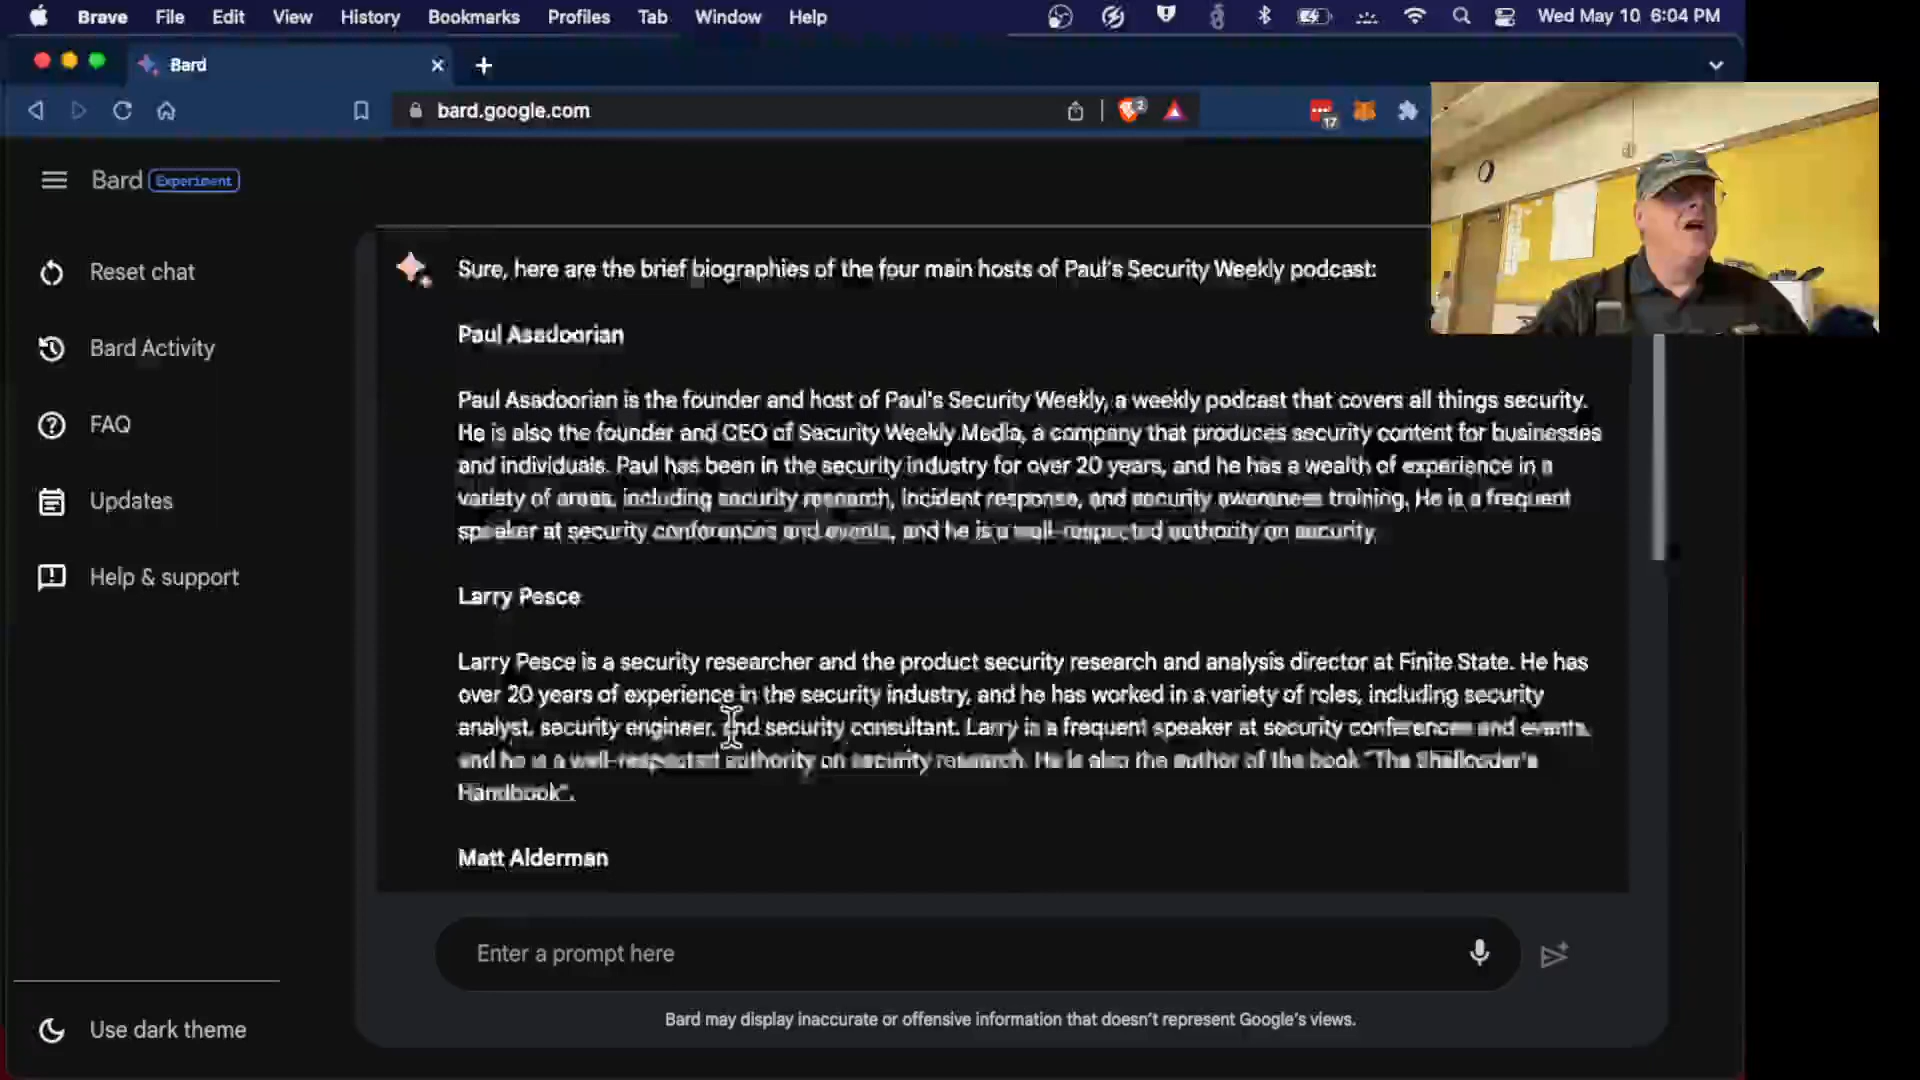 Brave File Edit View History Bookmarks Profiles Tab Window Help Wed May 10 6:04 PM
Bard
bard.google.com 2 17
Bard Experiment
Reset chat
Bard Activity
FAQ
Updates
Help & support
Use dark theme
Sure, here are the brief biographies of the four main hosts of Paul's Security Weekly podcast:
Paul Asadoorian
Paul Asadoorian is the founder and host of Paul's Security Weekly, a weekly podcast that covers all things security.
He is also the founder and CEO of Security Weekly Media, a company that produces security content for businesses
and individuals. Paul has been in the security industry for over 20 years, and he has a wealth of experience in a
variety of areas, including security research, incident response, and security awareness training. He is a frequent
speaker at security conferences and events, and he is a well-respected authority on security.
Larry Pesce
Larry Pesce is a security researcher and the product security research and analysis director at Finite State. He has
over 20 years of experience in the security industry, and he has worked in a variety of roles, including security
analyst, security engineer, and security consultant. Larry is a frequent speaker at security conferences and events,
and he is a well-respected authority on security research. He is also the author of the book "The Shellcoder's
Handbook".
Matt Alderman
Enter a prompt here
Bard may display inaccurate or offensive information that doesn't represent Google's views.